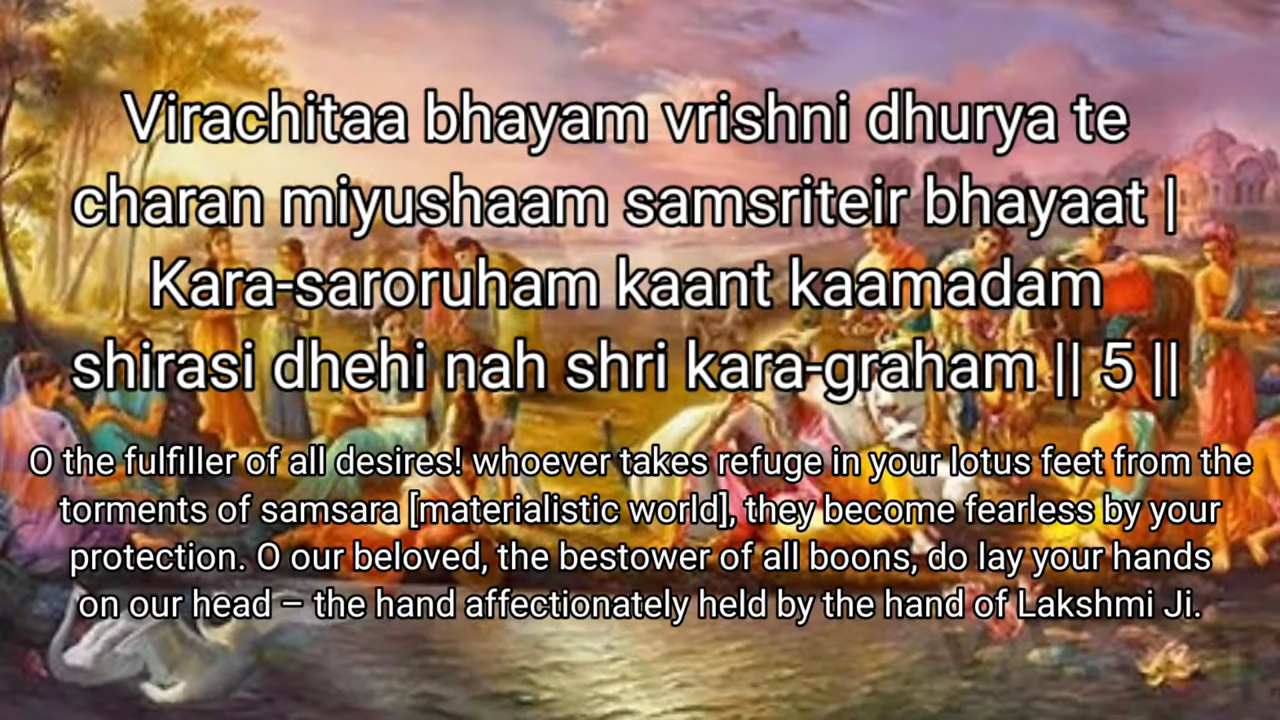 Virachitaa bhayam vrishni dhurya te
charan miyushaam samsriteir bhayaat |
Kara-saroruham kaant kaamadam
shirasi dhehi nah shri kara-graham || 5 ||
O the fulfiller of all desires! whoever takes refuge in your lotus feet from the
torments of samsara [materialistic world], they become fearless by your
protection. O our beloved, the bestower of all boons, do lay your hands
on our head – the hand affectionately held by the hand of Lakshmi Ji.